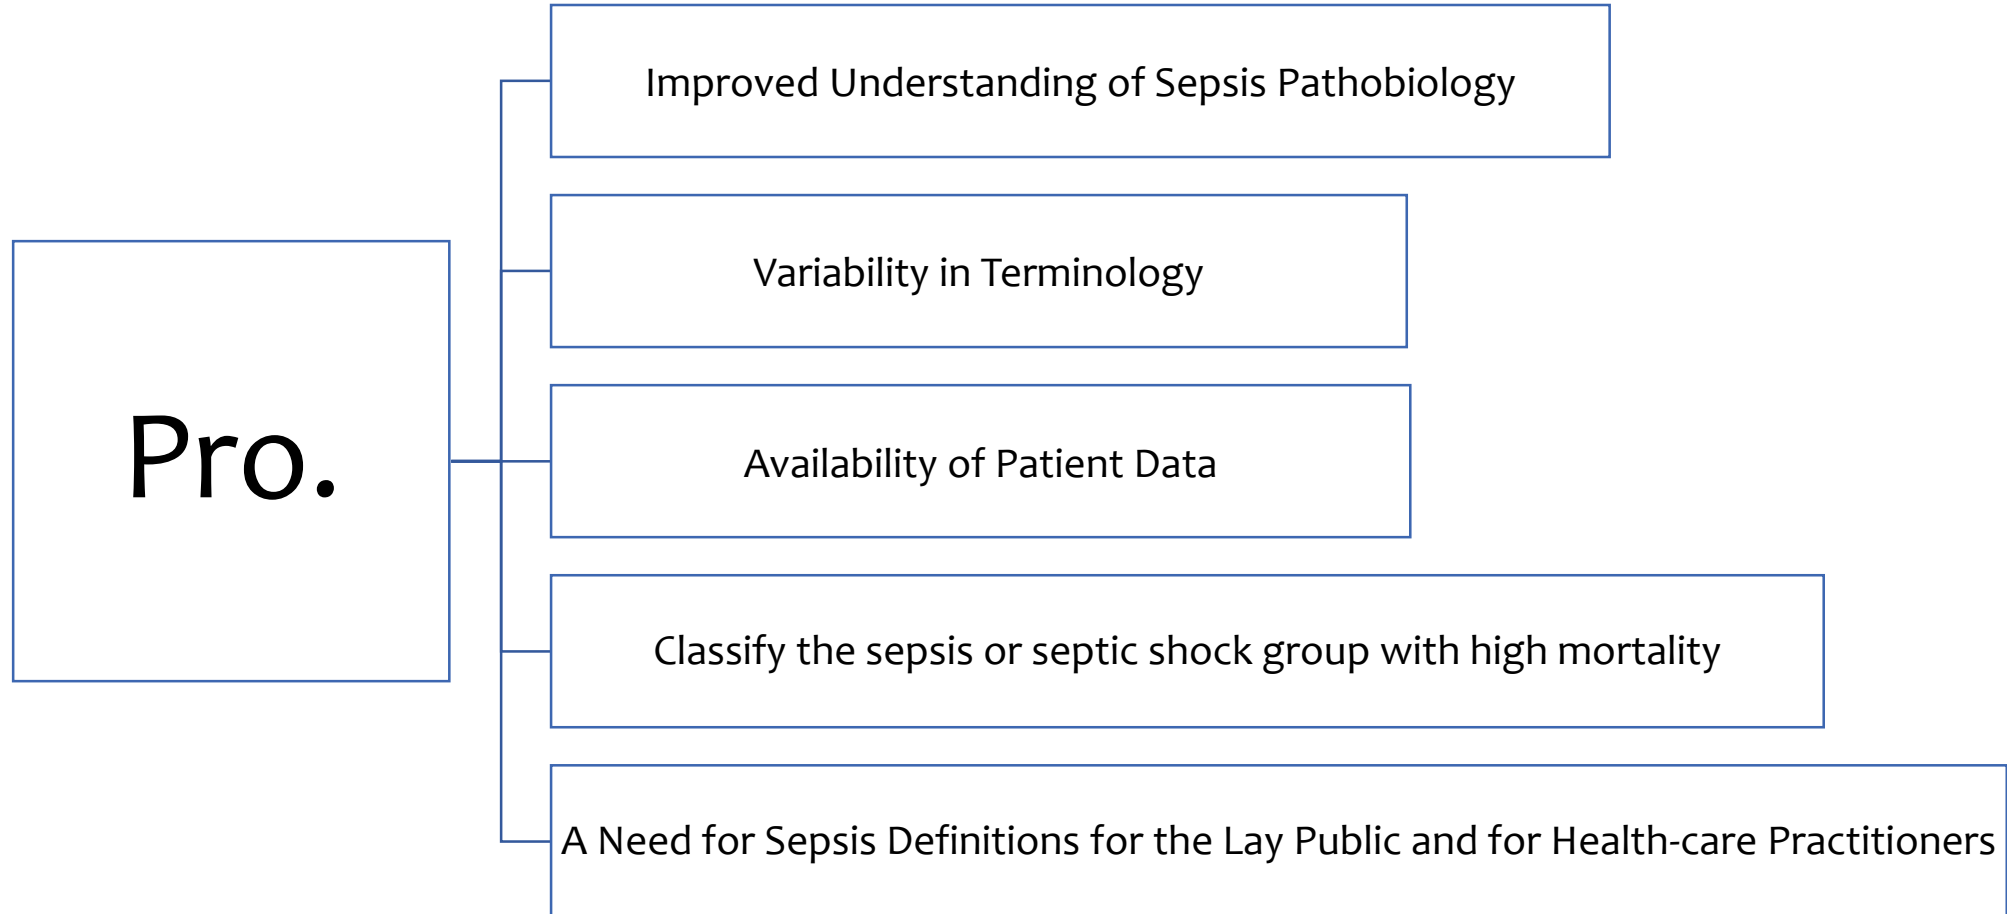 Pro.
Improved Understanding of Sepsis Pathobiology
Variability in Terminology
Availability of Patient Data
Classify the sepsis or septic shock group with high mortality
A Need for Sepsis Definitions for the Lay Public and for Health-care Practitioners